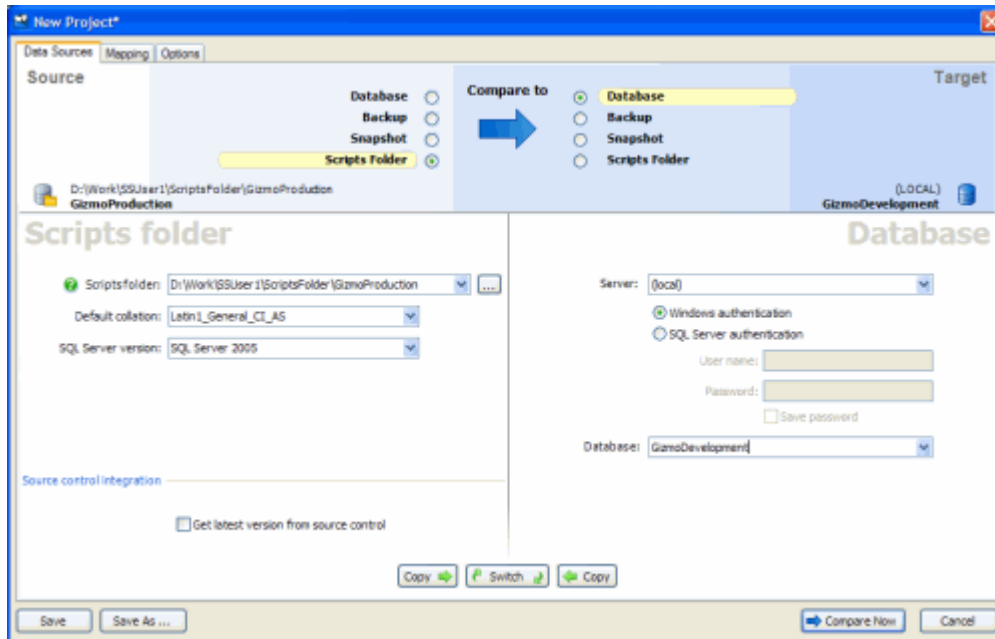 New Project*
Data Sources Mapping Options
Source
Target
Database
Backup
Snapshot
Scripts Folder
Compare to
Database
Backup
Snapshot
Scripts Folder
D:\Work\SSUser1\ScriptsFolder\GizmoProduction
GizmoProduction
(LOCAL)
GizmoDevelopment
Scripts folder
Scripts folder: D:\Work\SSUser1\ScriptsFolder\GizmoProduction ...
Default collation: Latin1_General_CI_AS
SQL Server version: SQL Server 2005
Source control integration
Get latest version from source control
Database
Server: (local)
Windows authentication
SQL Server authentication
User name:
Password:
Save password
Database: GizmoDevelopment
Copy Switch Copy
Save Save As ... Compare Now Cancel